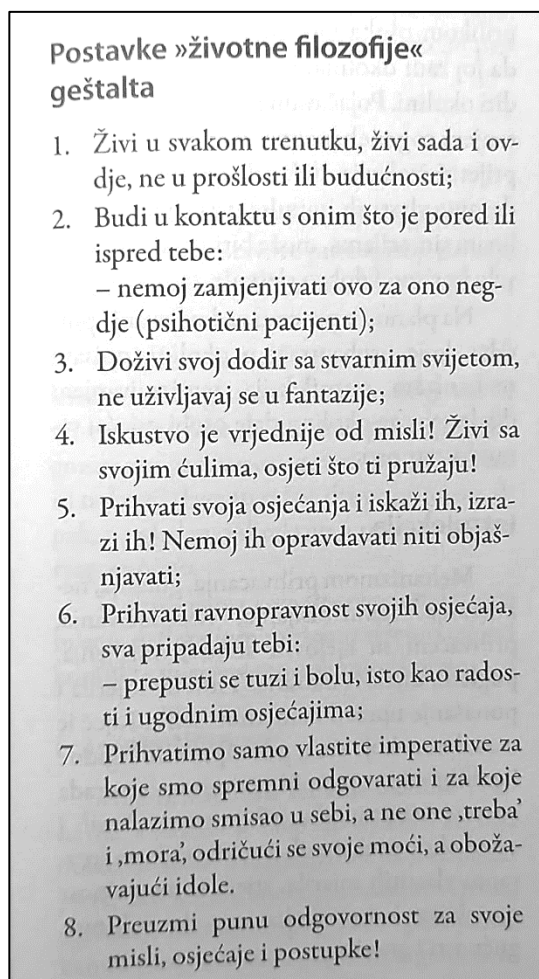 Postavke »životne filozofije«
geštalta
1. Živi u svakom trenutku, živi sada i ov-
dje, ne u prošlosti ili budućnosti;
2. Budi u kontaktu s onim što je pored ili
ispred tebe:
– nemoj zamjenjivati ovo za ono neg-
dje (psihotični pacijenti);
3. Doživi svoj dodir sa stvarnim svijetom,
ne uživljavaj se u fantazije;
4. Iskustvo je vrjednije od misli! Živi sa
svojim ćulima, osjeti što ti pružaju!
5. Prihvati svoja osjećanja i iskaži ih, izra-
zi ih! Nemoj ih opravdavati niti objaš-
njavati;
6. Prihvati ravnopravnost svojih osjećaja,
sva pripadaju tebi:
– prepusti se tuzi i bolu, isto kao rados-
ti i ugodnim osjećajima;
7. Prihvatimo samo vlastite imperative za
koje smo spremni odgovarati i za koje
nalazimo smisao u sebi, a ne one ‚treba’
i ‚mora’, odričući se svoje moći, a oboža-
vajući idole.
8. Preuzmi punu odgovornost za svoje
misli, osjećaje i postupke!